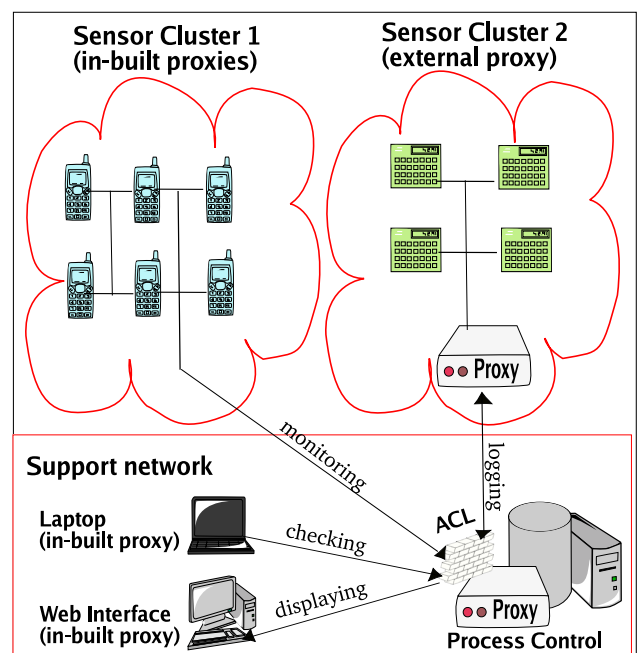 Sensor Cluster 1
(in-built proxies)
Sensor Cluster 2
(external proxy)
Proxy
monitoring
logging
Support network
Laptop
(in-built proxy)
checking
ACL
Web Interface
(in-built proxy)
displaying
Proxy
Process Control